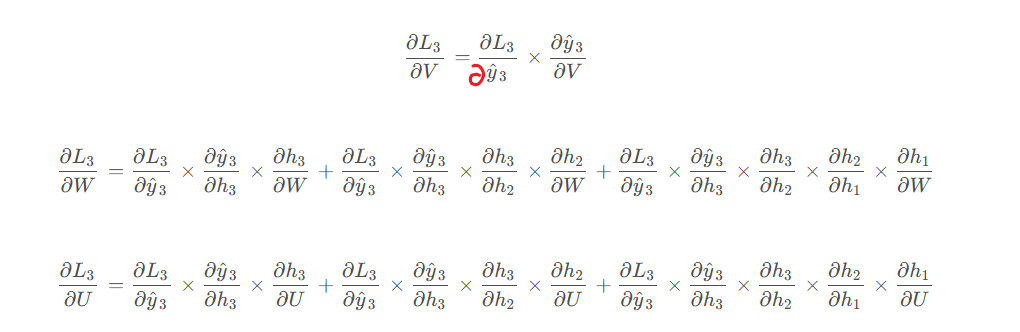 ∂L₃/∂V = ∂L₃/∂ŷ₃ × ∂ŷ₃/∂V
∂L₃/∂W = ∂L₃/∂ŷ₃ × ∂ŷ₃/∂h₃ × ∂h₃/∂W + ∂L₃/∂ŷ₃ × ∂ŷ₃/∂h₃ × ∂h₃/∂h₂ × ∂h₂/∂W + ∂L₃/∂ŷ₃ × ∂ŷ₃/∂h₃ × ∂h₃/∂h₂ × ∂h₂/∂h₁ × ∂h₁/∂W
∂L₃/∂U = ∂L₃/∂ŷ₃ × ∂ŷ₃/∂h₃ × ∂h₃/∂U + ∂L₃/∂ŷ₃ × ∂ŷ₃/∂h₃ × ∂h₃/∂h₂ × ∂h₂/∂U + ∂L₃/∂ŷ₃ × ∂ŷ₃/∂h₃ × ∂h₃/∂h₂ × ∂h₂/∂h₁ × ∂h₁/∂U